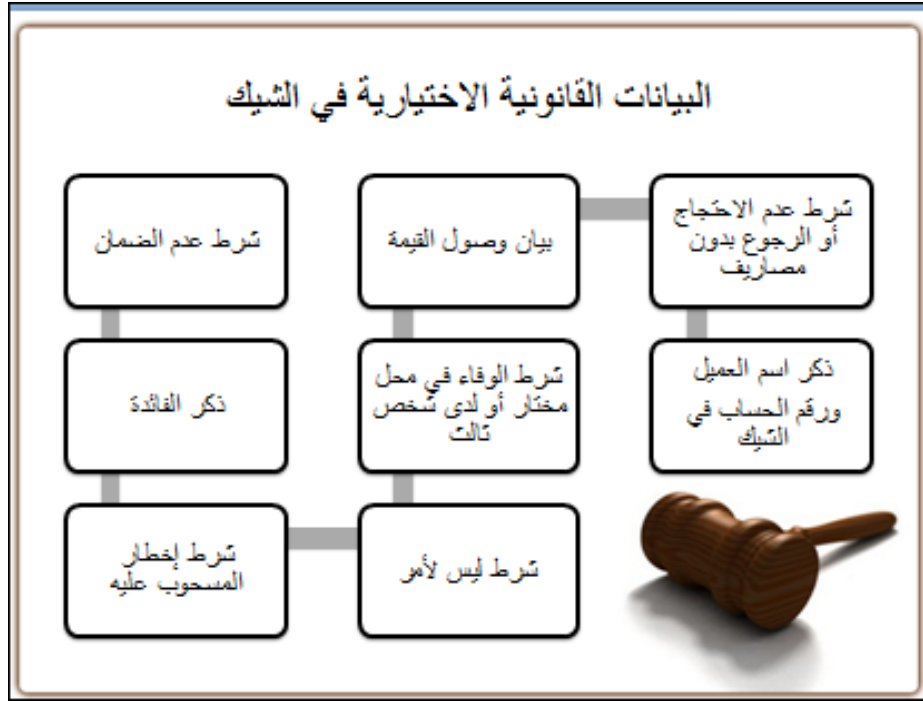 البيانات القانونية الاختيارية في الشيك
شرط عدم الاحتجاج
أو الرجوع بدون
مصاريف
ذكر اسم العميل
ورقم الحساب في
الشيك
بيان وصول القيمة
شرط الوفاء في محل
مختار أو لدى شخص
ثالث
شرط ليس لأمر
شرط عدم الضمان
ذكر الفائدة
شرط إخطار
المسحوب عليه